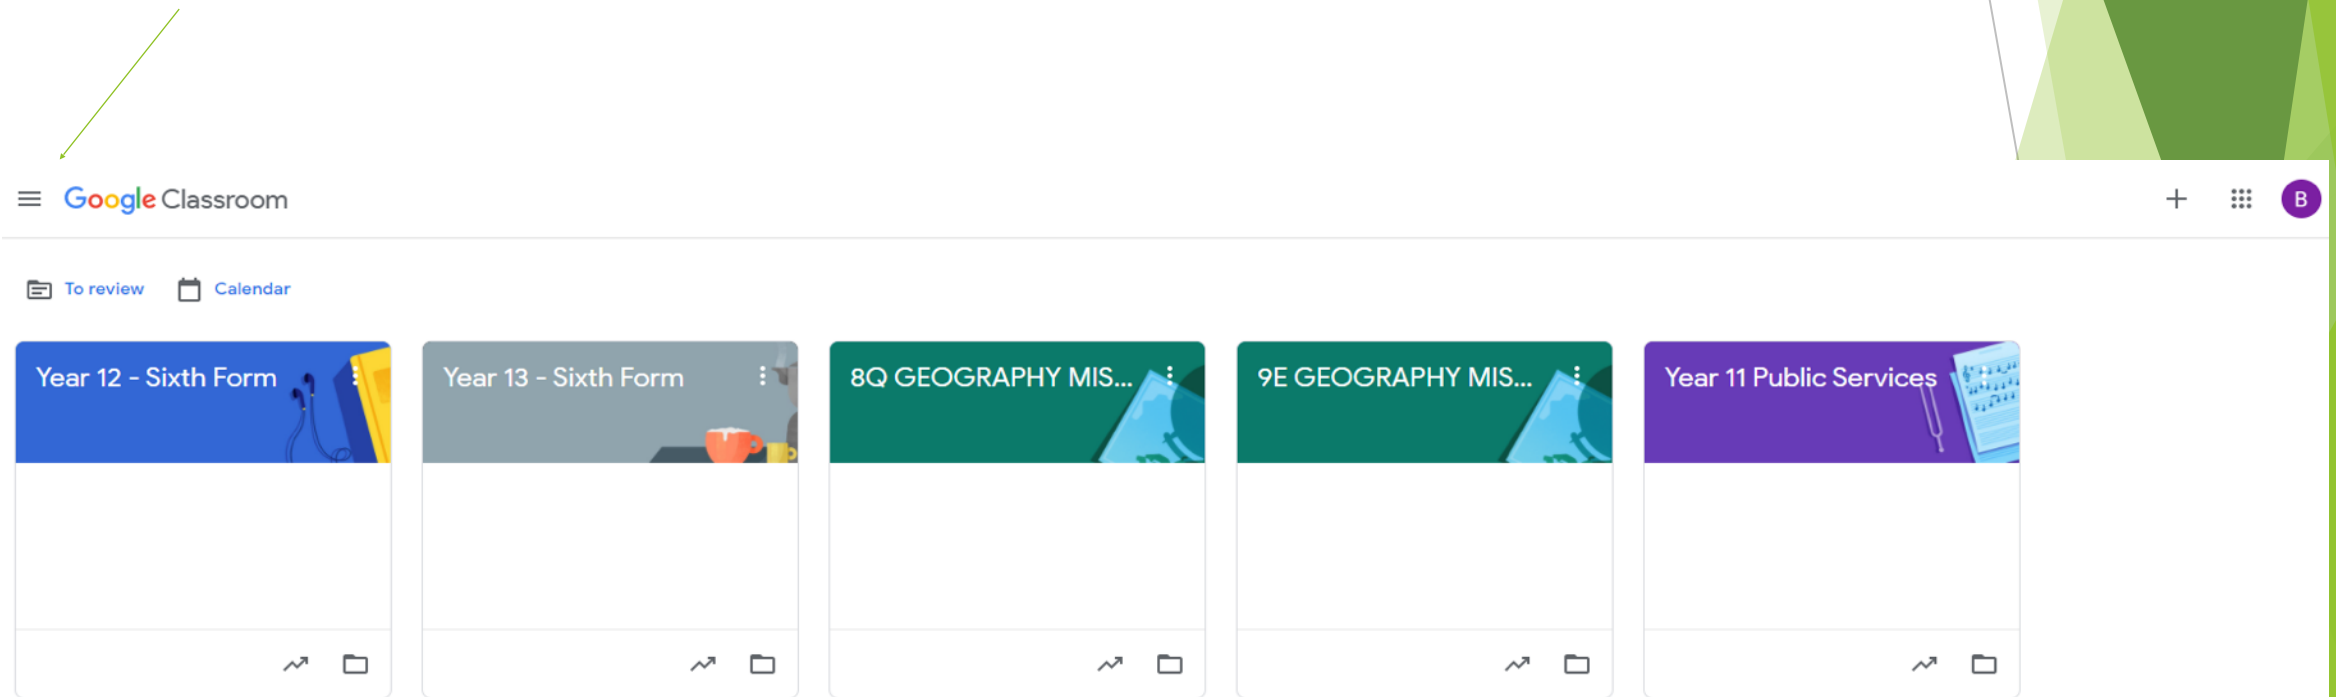 Google Classroom
B
To review Calendar
Year 12 - Sixth Form
Year 13 - Sixth Form
8Q GEOGRAPHY MIS...
9E GEOGRAPHY MIS...
Year 11 Public Services